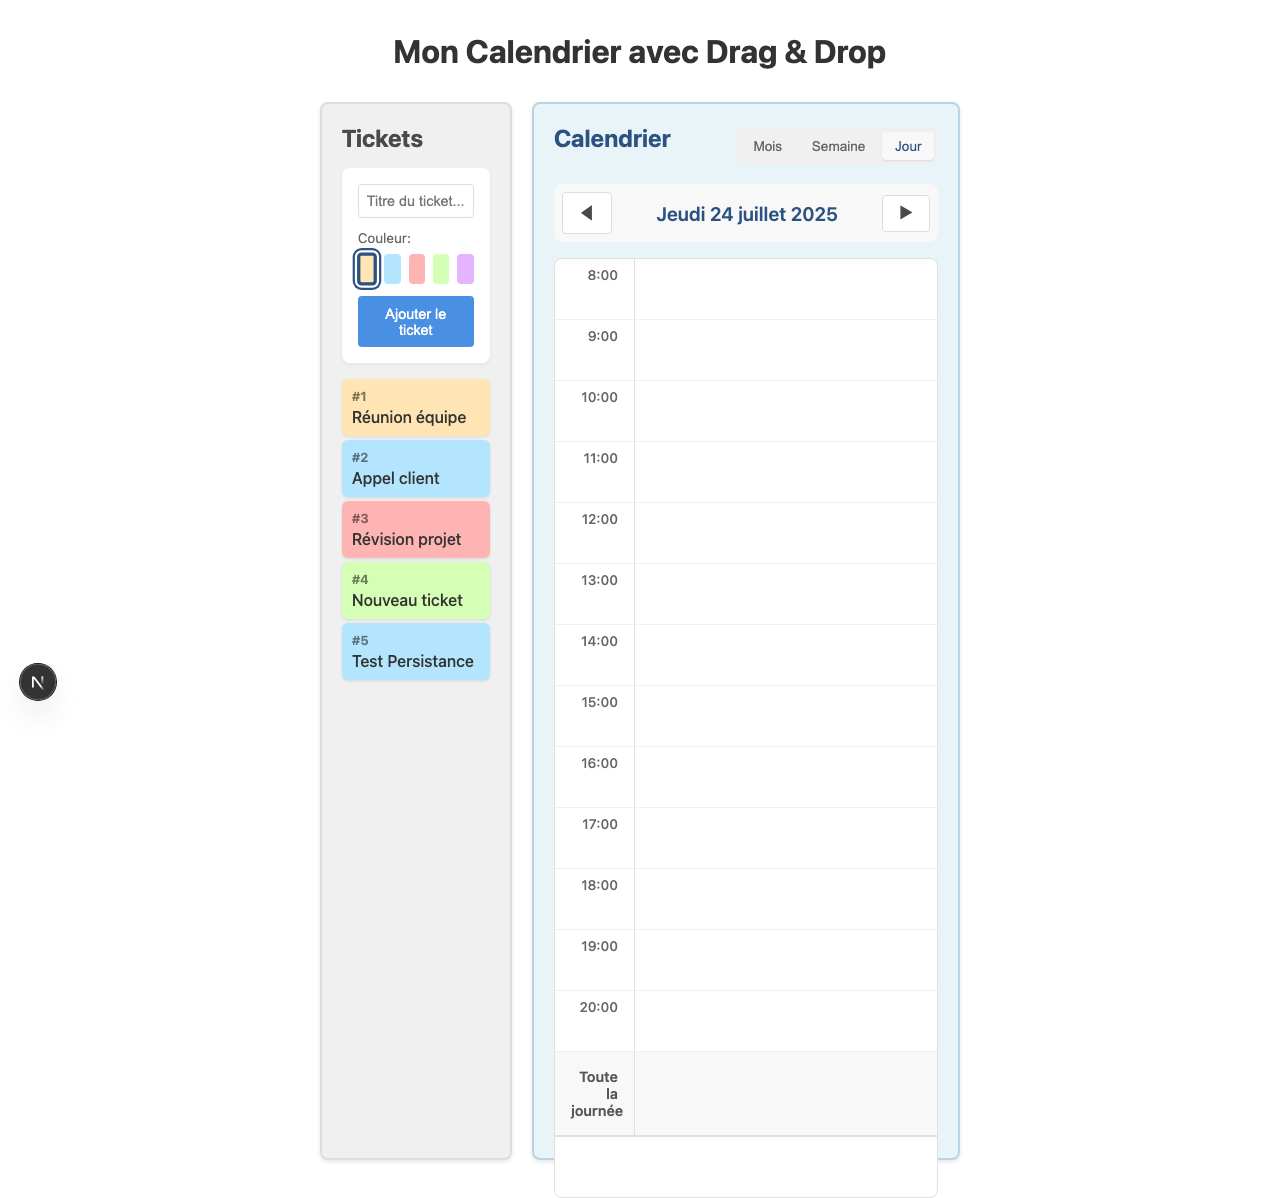 Mon Calendrier avec Drag & Drop
Tickets
Titre du ticket...
Couleur:
Ajouter le
ticket
#1
Réunion équipe
#2
Appel client
#3
Révision projet
#4
Nouveau ticket
#5
Test Persistance
N
Calendrier
Mois
Semaine
Jour
Jeudi 24 juillet 2025
8:00
9:00
10:00
11:00
12:00
13:00
14:00
15:00
16:00
17:00
18:00
19:00
20:00
Toute
la
journée